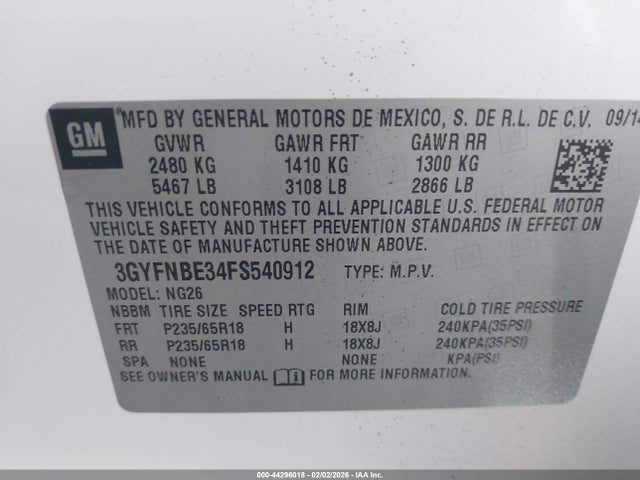 GM
*MFD BY GENERAL MOTORS DE MEXICO, S. DE R.L. DE C.V. 09/14
GVWR GAWR FRT GAWR RR
2480 KG 1410 KG 1300 KG
5467 LB 3108 LB 2866 LB
THIS VEHICLE CONFORMS TO ALL APPLICABLE U.S. FEDERAL MOTOR
VEHICLE SAFETY AND THEFT PREVENTION STANDARDS IN EFFECT ON
THE DATE OF MANUFACTURE SHOWN ABOVE.
3GYFNBE34FS540912 TYPE: M.P.V.
MODEL: NG26
NBBM TIRE SIZE SPEED RTG RIM COLD TIRE PRESSURE
FRT P235/65R18 H 18X8J 240KPA(35PSI)
RR P235/65R18 H 18X8J 240KPA(35PSI)
SPA NONE NONE KPA(PSI)
SEE OWNER'S MANUAL FOR MORE INFORMATION.
000-44296018 - 02/02/2026 - IAAI.com